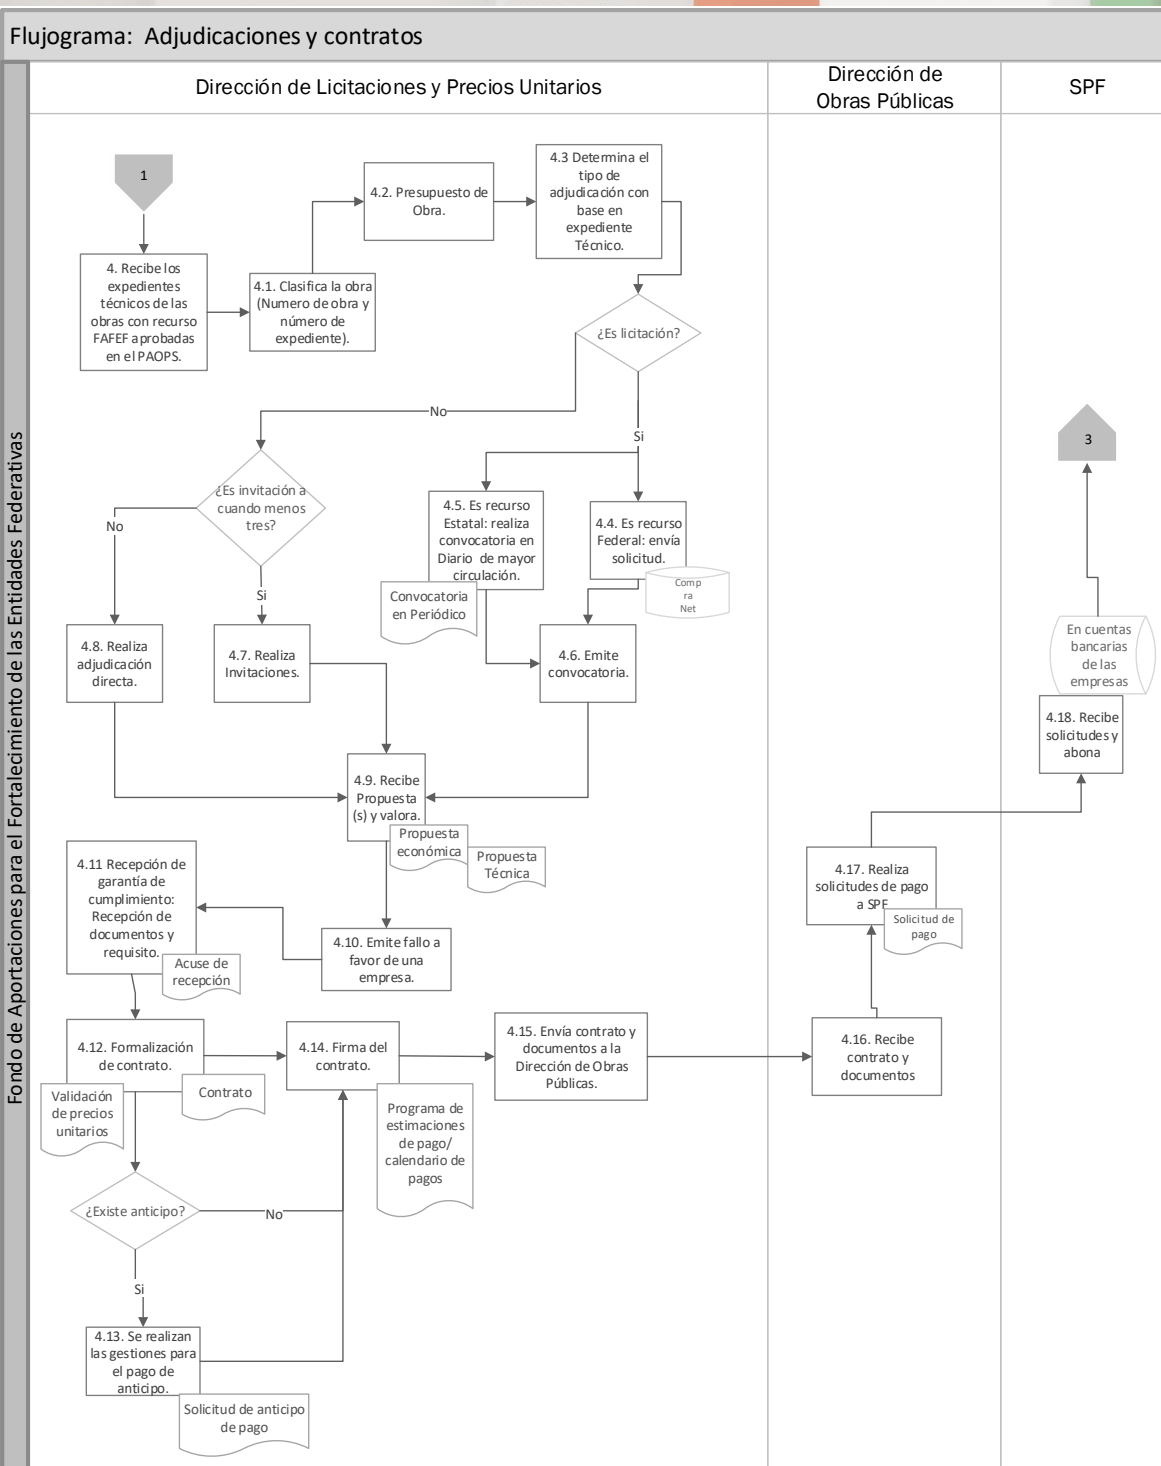 Flujograma:  Adjudicaciones y contratos
Fondo de Aportaciones para el Fortalecimiento de las Entidades Federativas
Dirección de Licitaciones y Precios Unitarios
Dirección de
Obras Públicas
SPF
1
4. Recibe los
expedientes
técnicos de las
obras con recurso
FAFEF aprobadas
en el PAOPS.
4.1. Clasifica la obra
(Numero de obra y
número de
expediente).
4.2. Presupuesto de
Obra.
4.3 Determina el
tipo de
adjudicación con
base en
expediente
Técnico.
¿Es licitación?
No
Si
¿Es invitación a
cuando menos
tres?
No
Si
4.5. Es recurso
Estatal: realiza
convocatoria en
Diario  de mayor
circulación.
Convocatoria
en Periódico
4.4. Es recurso
Federal: envía
solicitud.
Comp
ra
Net
4.8. Realiza
adjudicación
directa.
4.7. Realiza
Invitaciones.
4.6. Emite
convocatoria.
4.9. Recibe
Propuesta
(s) y valora.
Propuesta
económica
Propuesta
Técnica
4.10. Emite fallo a
favor de una
empresa.
4.11 Recepción de
garantía de
cumplimiento:
Recepción de
documentos y
requisito.
Acuse de
recepción
4.12. Formalización
de contrato.
Validación
de precios
unitarios
Contrato
¿Existe anticipo?
No
Si
4.13. Se realizan
las gestiones para
el pago de
anticipo.
Solicitud de anticipo
de pago
4.14. Firma del
contrato.
Programa de
estimaciones
de pago/
calendario de
pagos
4.15. Envía contrato y
documentos a la
Dirección de Obras
Públicas.
4.16. Recibe
contrato y
documentos
4.17. Realiza
solicitudes de pago
a SPF
Solicitud de
pago
4.18. Recibe
solicitudes y
abona
En cuentas
bancarias
de las
empresas
3